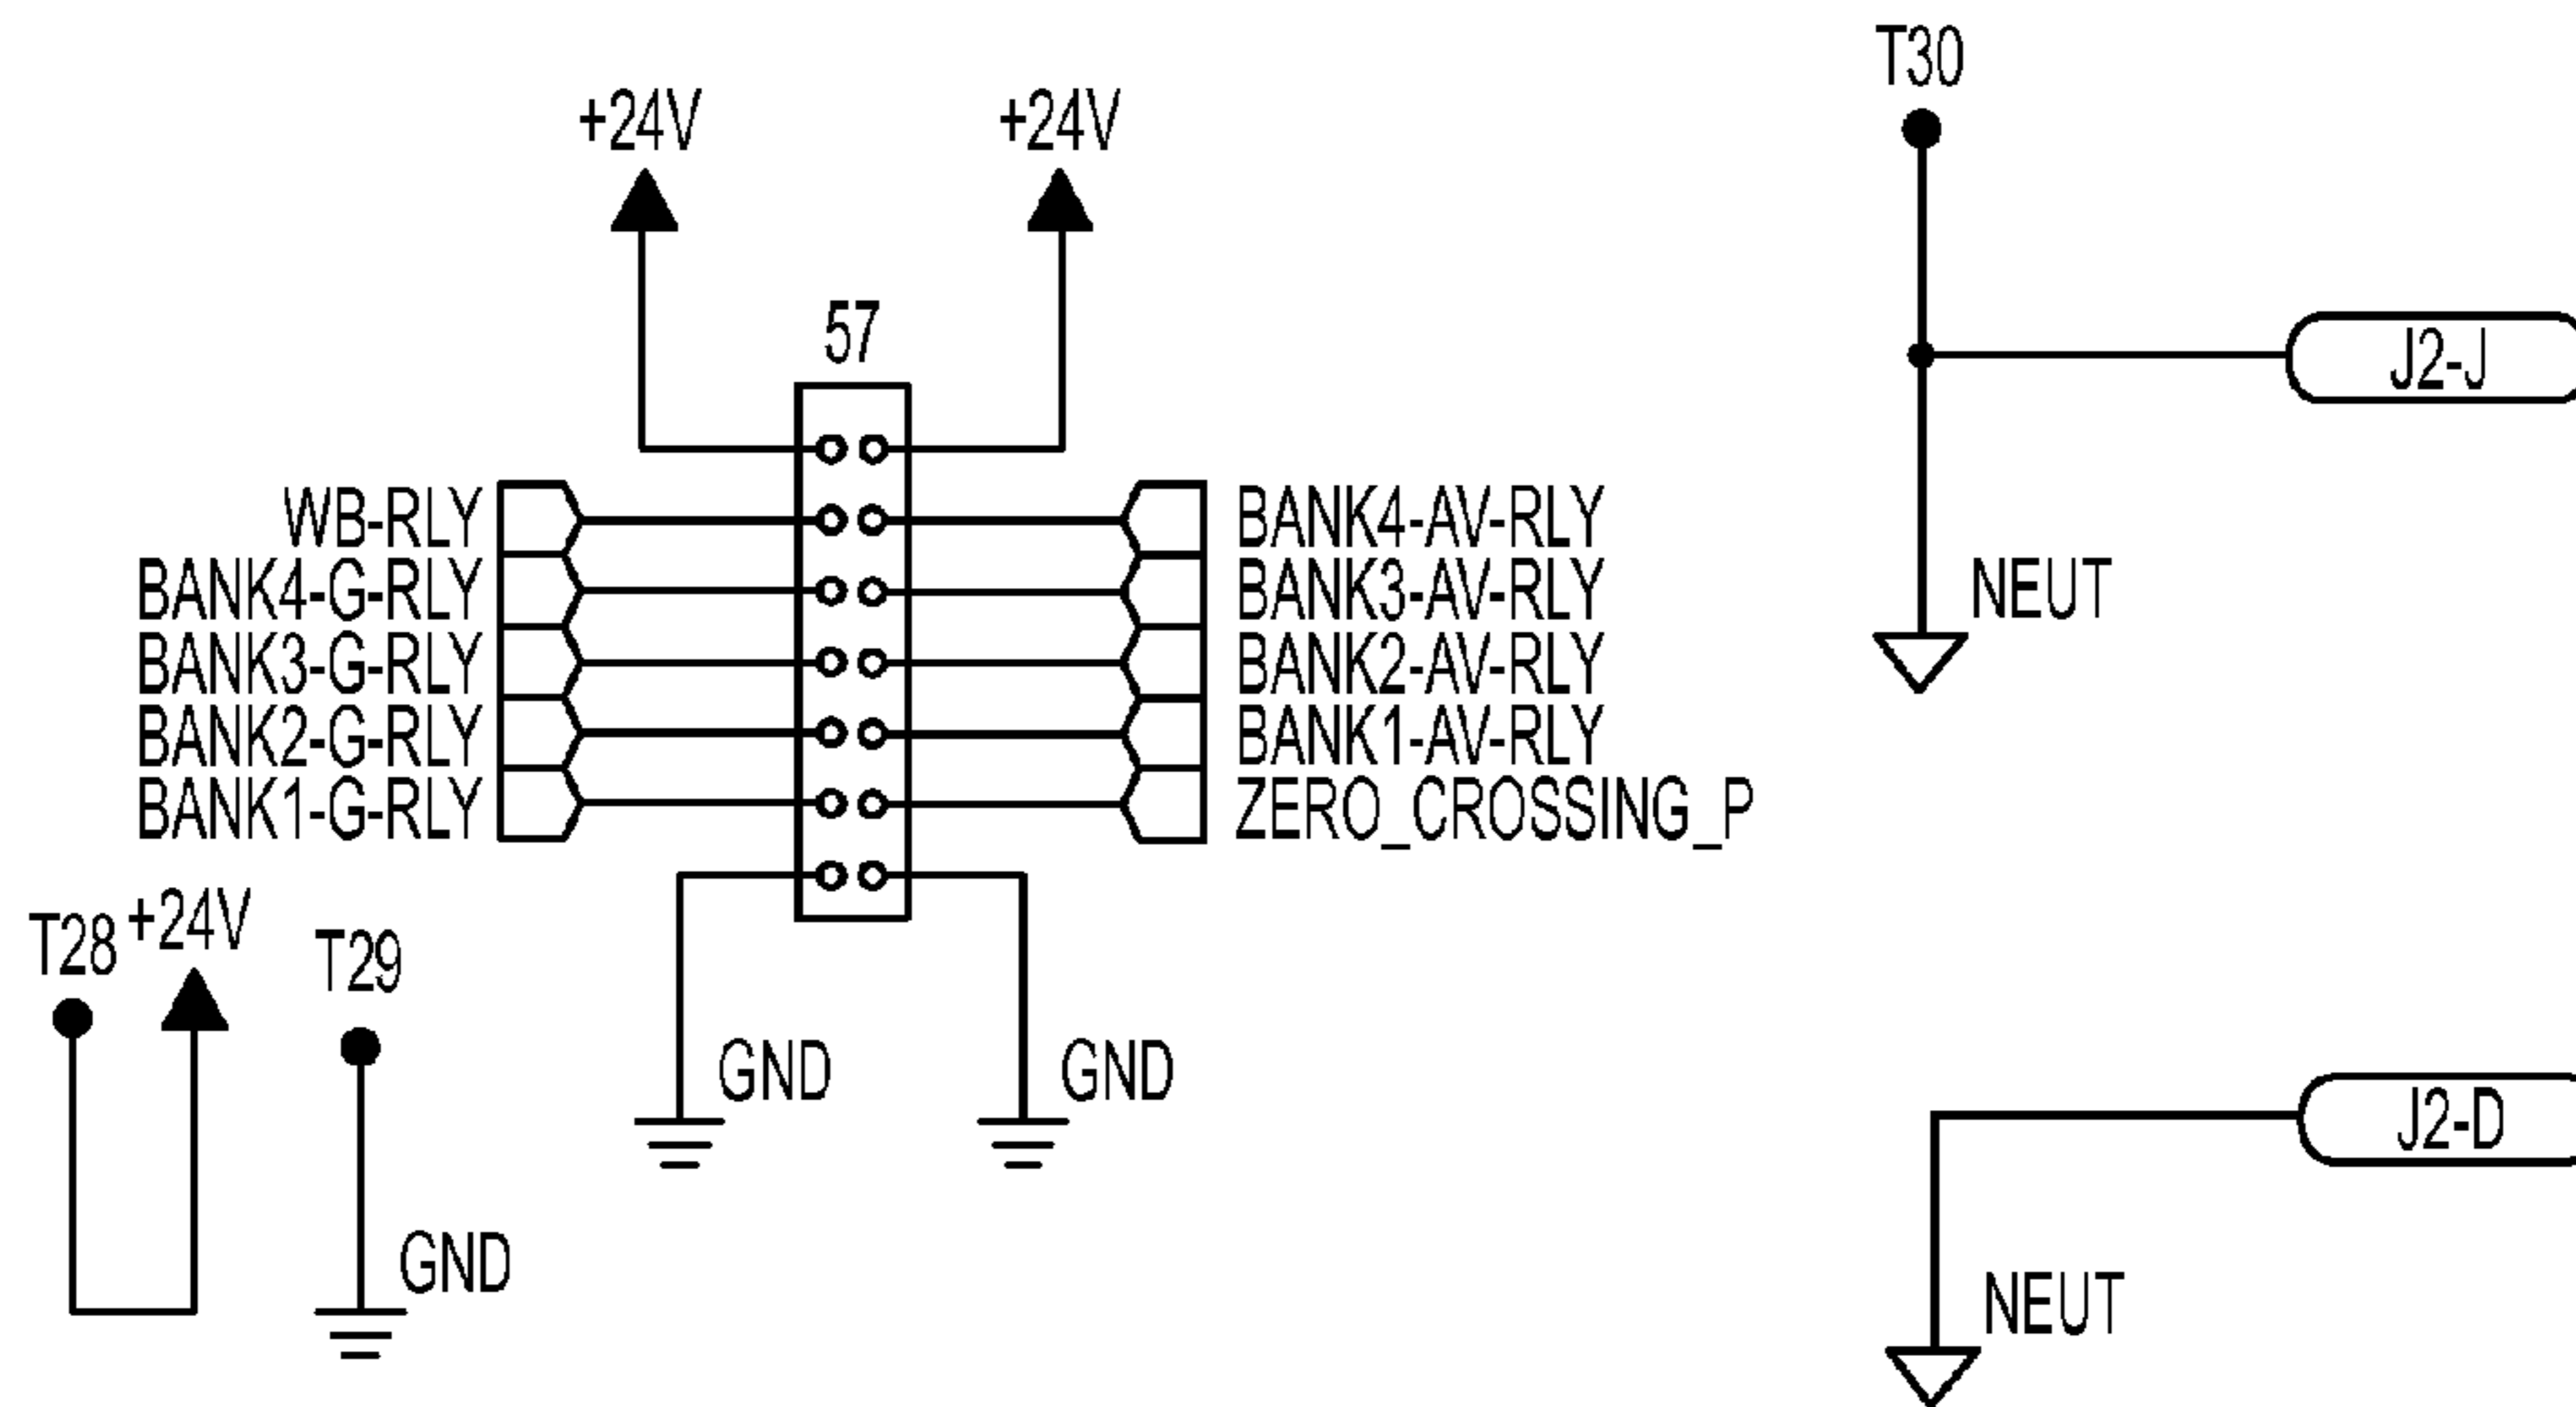 T30
+24V +24V
57
J2-J
WB-RLY BANK4-AV-RLY
BANK4-G-RLY BANK3-AV-RLY NEUT
BANK3-G-RLY BANK2-AV-RLY
BANK2-G-RLY BANK1-AV-RLY
BANK1-G-RLY ZERO_CROSSING_P
T28 +24V T29
GND GND
J2-D
GND NEUT